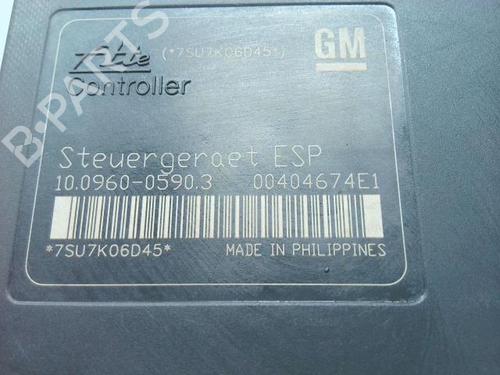 Ate (*7SU7K06D45*) GM
Controller
Steuergeraet ESP
10.0960-0590.3 00404674E1
*7SU7K06D45* MADE IN PHILIPPINES
B-PARTS